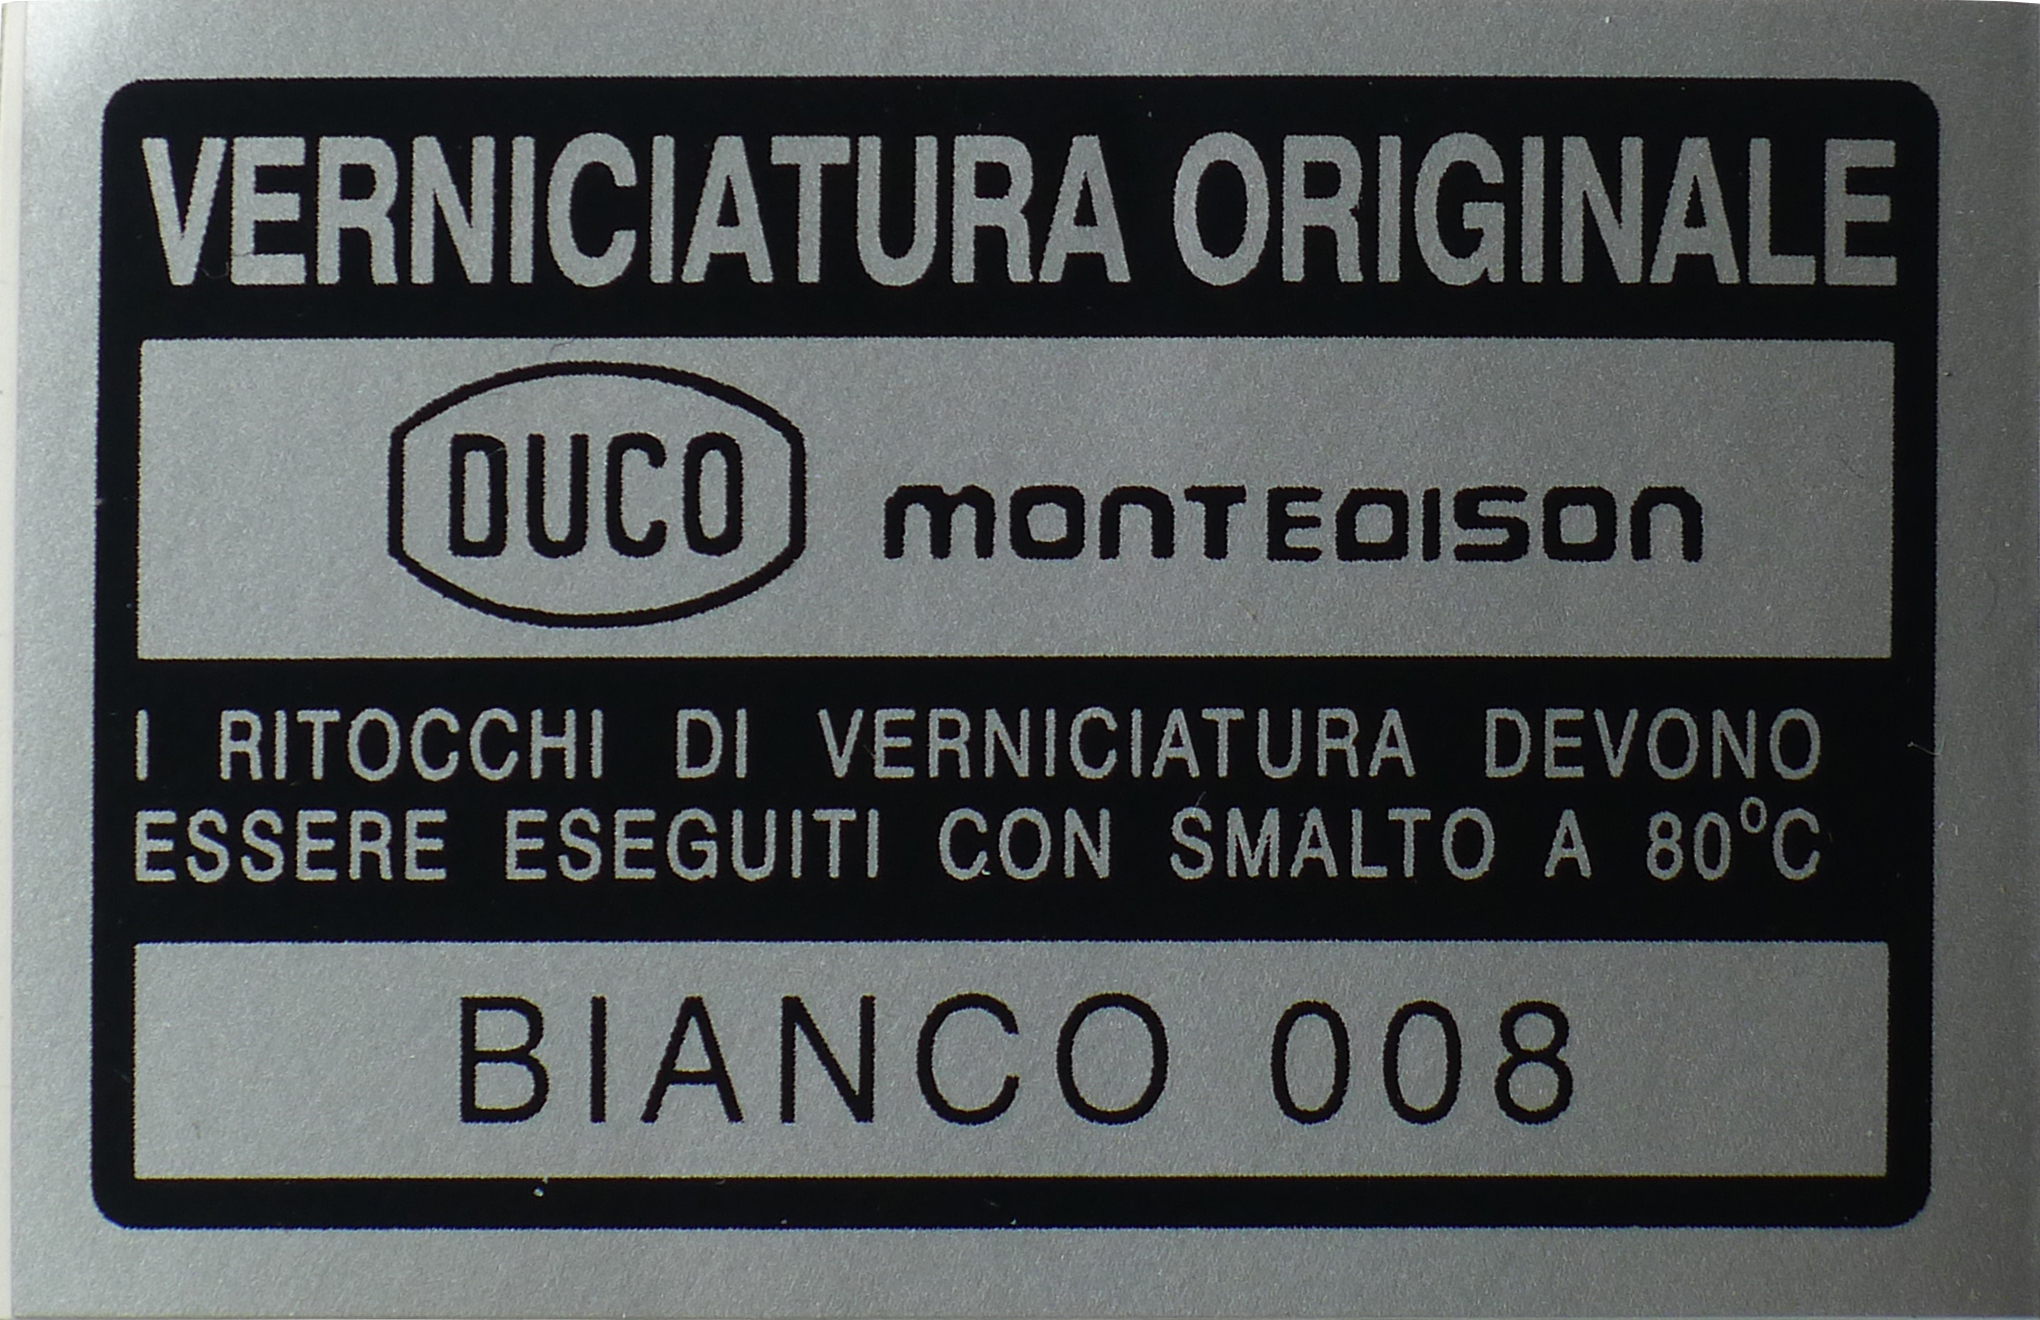 VERNICIATURA ORIGINALE
DUCO MONTEDISON
I RITOCCHI DI VERNICIATURA DEVONO
ESSERE ESEGUITI CON SMALTO A 80°C
BIANCO 008